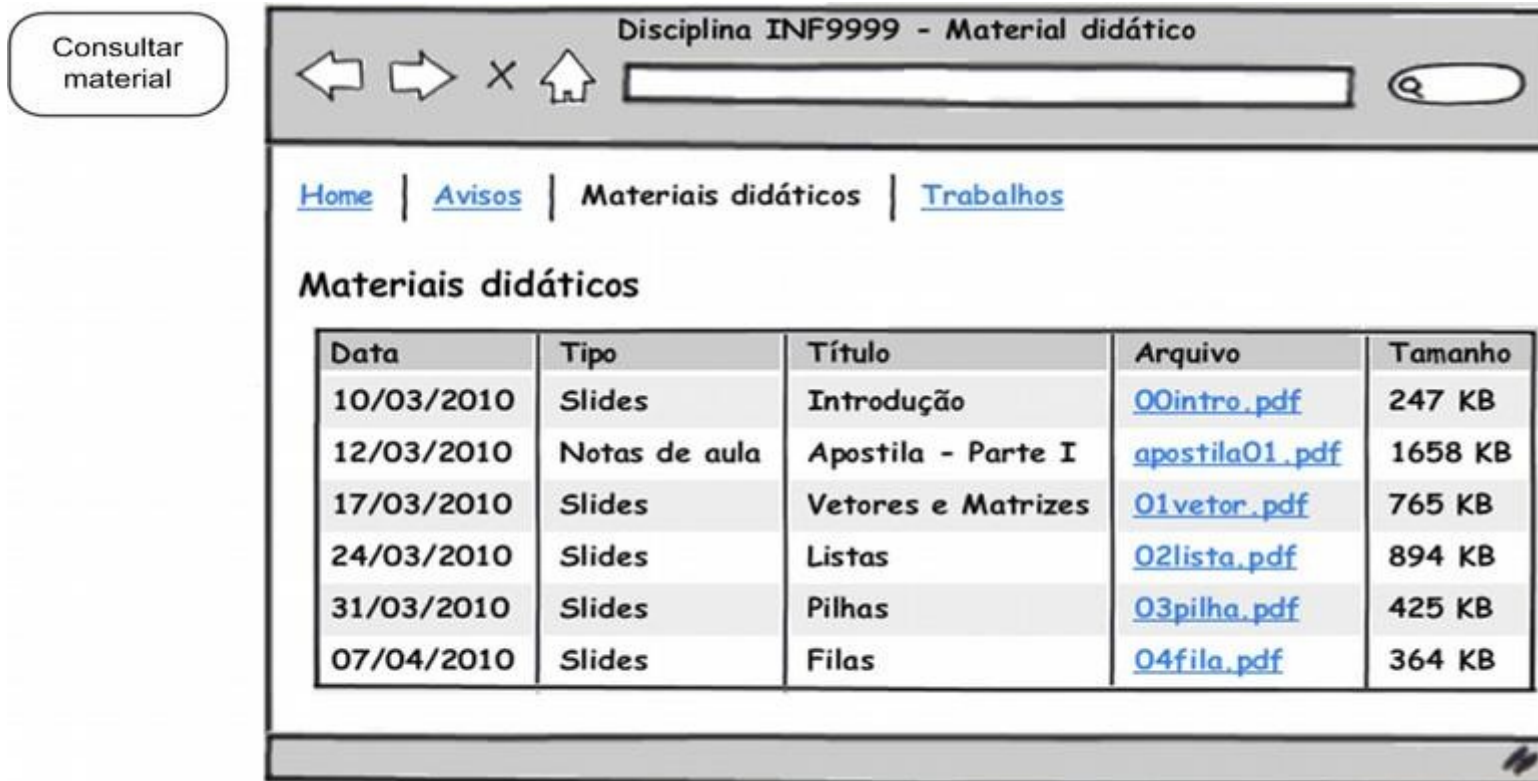 Consultar
material
Disciplina INF9999 - Material didático
Home | Avisos | Materiais didáticos | Trabalhos
Materiais didáticos
Data Tipo Título Arquivo Tamanho
10/03/2010 Slides Introdução 00intro.pdf 247 KB
12/03/2010 Notas de aula Apostila - Parte I apostila01.pdf 1658 KB
17/03/2010 Slides Vetores e Matrizes 01vetor.pdf 765 KB
24/03/2010 Slides Listas 02lista.pdf 894 KB
31/03/2010 Slides Pilhas 03pilha.pdf 425 KB
07/04/2010 Slides Filas 04fila.pdf 364 KB